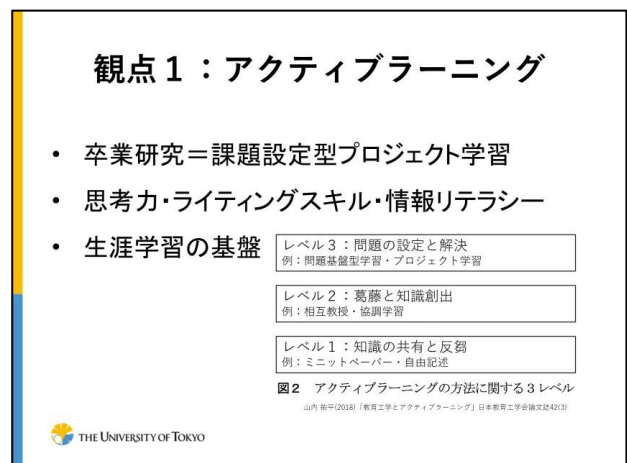 観点１：アクティブラーニング
• 卒業研究＝課題設定型プロジェクト学習
• 思考力・ライティングスキル・情報リテラシー
• 生涯学習の基盤
レベル３：問題の設定と解決
例：問題基盤型学習・プロジェクト学習
レベル２：葛藤と知識創出
例：相互教授・協調学習
レベル１：知識の共有と反芻
例：ミニットペーパー・自由記述
図２　アクティブラーニングの方法に関する３レベル
山内 祐平(2018)「教育工学とアクティブラーニング」日本教育工学会論文誌42(3)
THE UNIVERSITY OF TOKYO